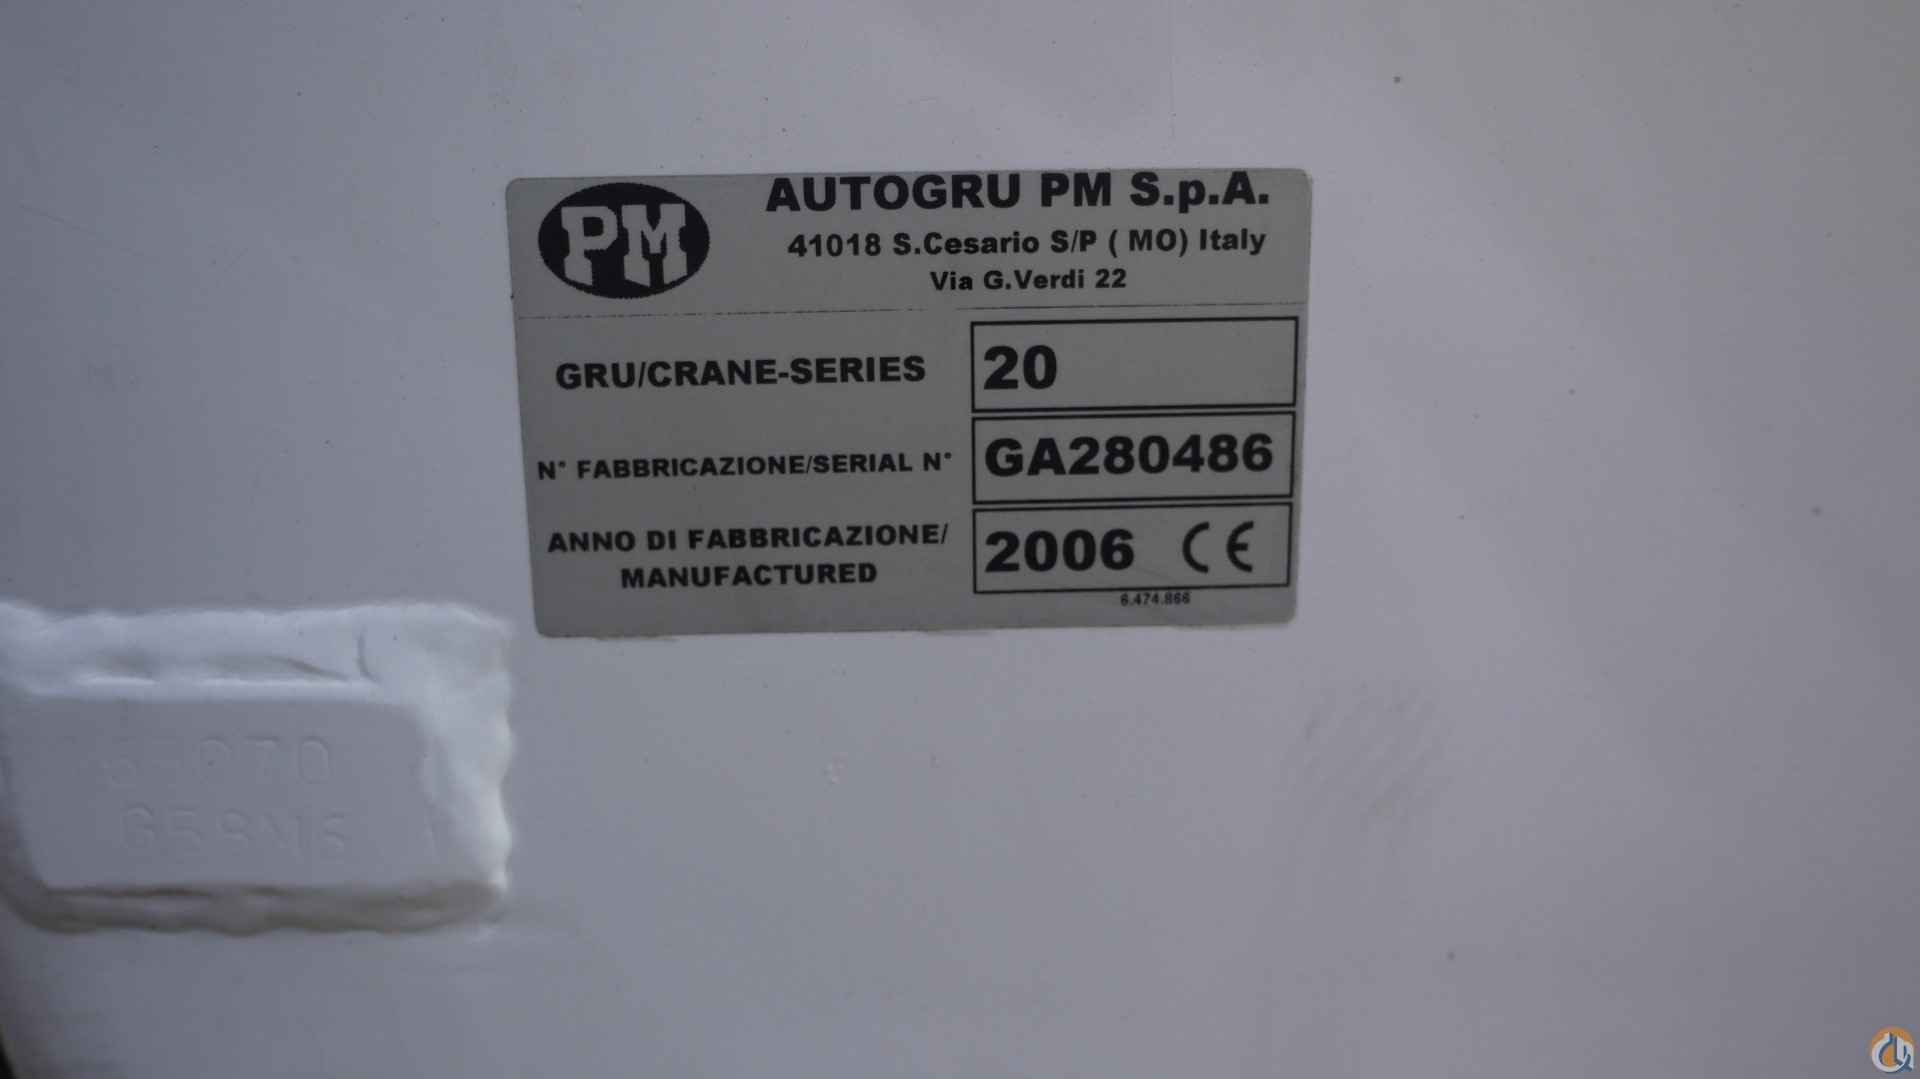 PM
AUTOGRU PM S.p.A.
41018 S.Cesario S/P ( MO) Italy
Via G.Verdi 22
GRU/CRANE-SERIES 20
N° FABBRICAZIONE/SERIAL N° GA280486
ANNO DI FABBRICAZIONE/
MANUFACTURED 2006 CE
6.474.866
G58M6